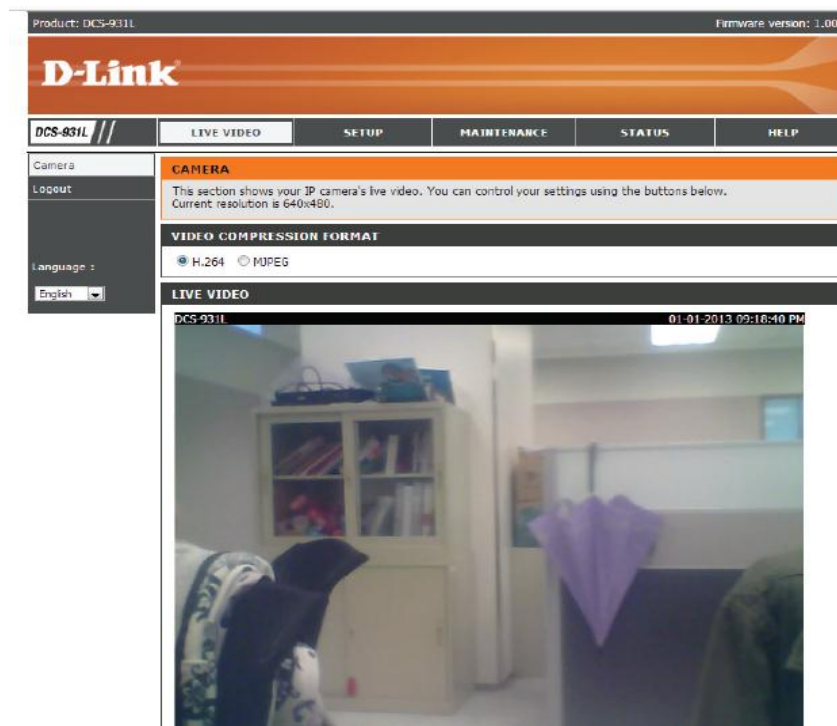 Product: DCS-931L Firmware version: 1.00
D-Link
DCS-931L LIVE VIDEO SETUP MAINTENANCE STATUS HELP
Camera
Logout
Language :
English
CAMERA
This section shows your IP camera's live video. You can control your settings using the buttons below.
Current resolution is 640x480.
VIDEO COMPRESSION FORMAT
H.264 MJPEG
LIVE VIDEO
DCS-931L 01-01-2013 09:18:40 PM